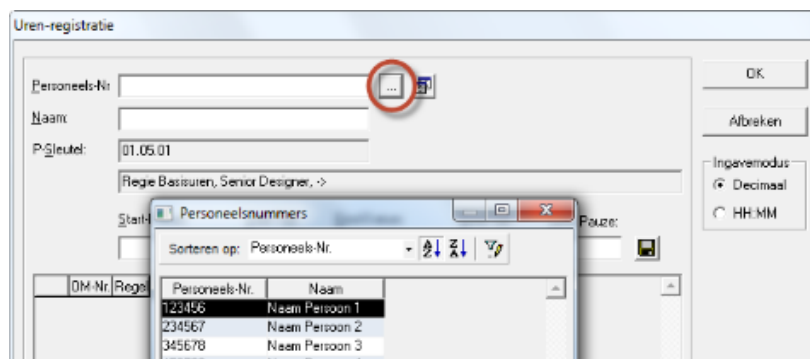 Uren-registratie
Personeels-Nr
...
OK
Naam:
Afbreken
P-Sleutel:
01.05.01
Ingavemodus
Regie Basisuren, Senior Designer, ->
Decimaal
HH:MM
Personeelsnummers
Pauze:
Sorteren op:
Personeels-Nr.
OM-Nr.
Regel
Personeels-Nr.
Naam
123456
Naam Persoon 1
234567
Naam Persoon 2
345678
Naam Persoon 3